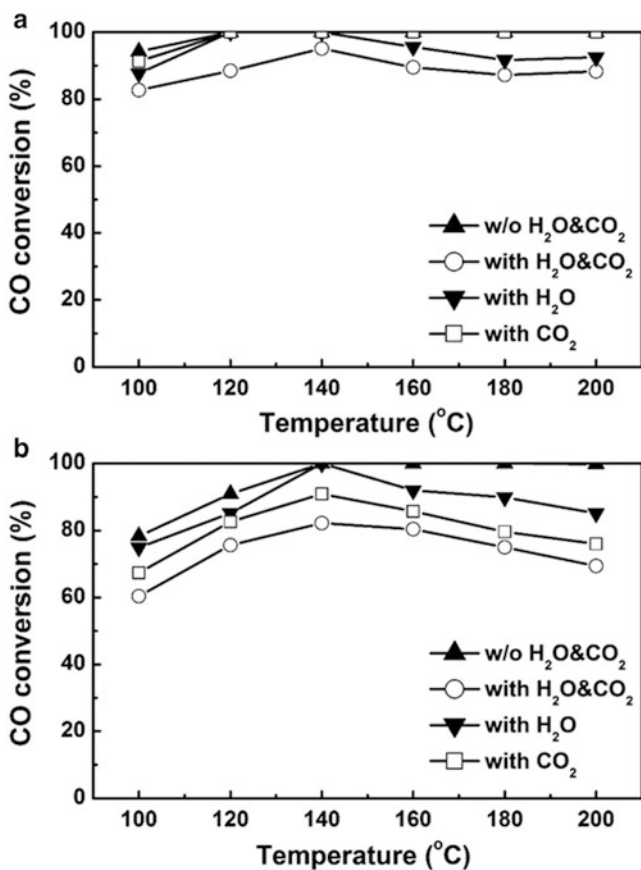 a
CO conversion (%)
100
80
60
40
20
0
w/o H₂O&CO₂
with H₂O&CO₂
with H₂O
with CO₂
100 120 140 160 180 200
Temperature (°C)
b
CO conversion (%)
100
80
60
40
20
0
w/o H₂O&CO₂
with H₂O&CO₂
with H₂O
with CO₂
100 120 140 160 180 200
Temperature (°C)